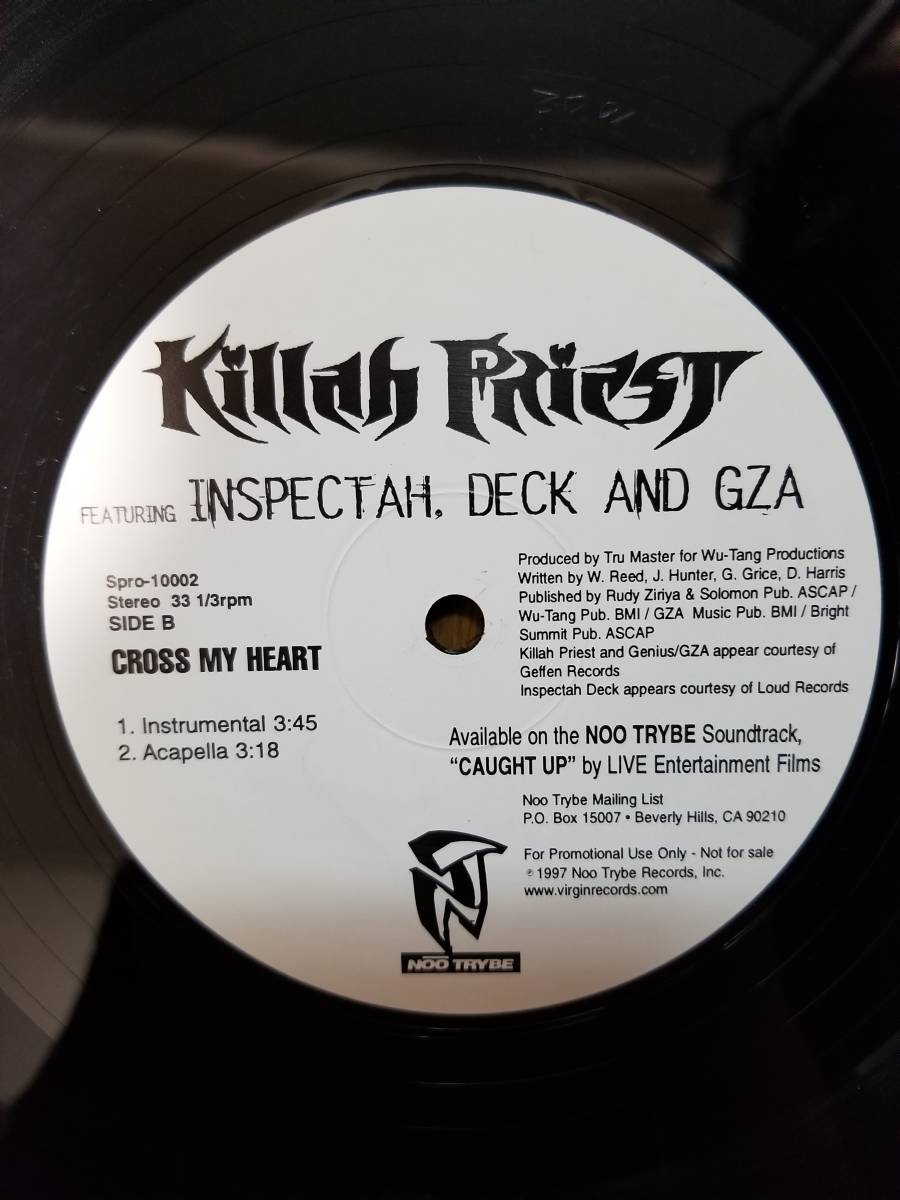 Killah Priest
FEATURING INSPECTAH, DECK AND GZA
Spro-10002
Stereo 33 1/3rpm
SIDE B
CROSS MY HEART
1. Instrumental 3:45
2. Acapella 3:18
Produced by Tru Master for Wu-Tang Productions
Written by W. Reed, J. Hunter, G. Grice, D. Harris
Published by Rudy Ziriya & Solomon Pub. ASCAP /
Wu-Tang Pub. BMI / GZA Music Pub. BMI / Bright
Summit Pub. ASCAP
Killah Priest and Genius/GZA appear courtesy of
Geffen Records
Inspectah Deck appears courtesy of Loud Records
Available on the NOO TRYBE Soundtrack,
“CAUGHT UP” by LIVE Entertainment Films
Noo Trybe Mailing List
P.O. Box 15007 • Beverly Hills, CA 90210
For Promotional Use Only - Not for sale
℗ 1997 Noo Trybe Records, Inc.
www.virginrecords.com
NT
NOO TRYBE